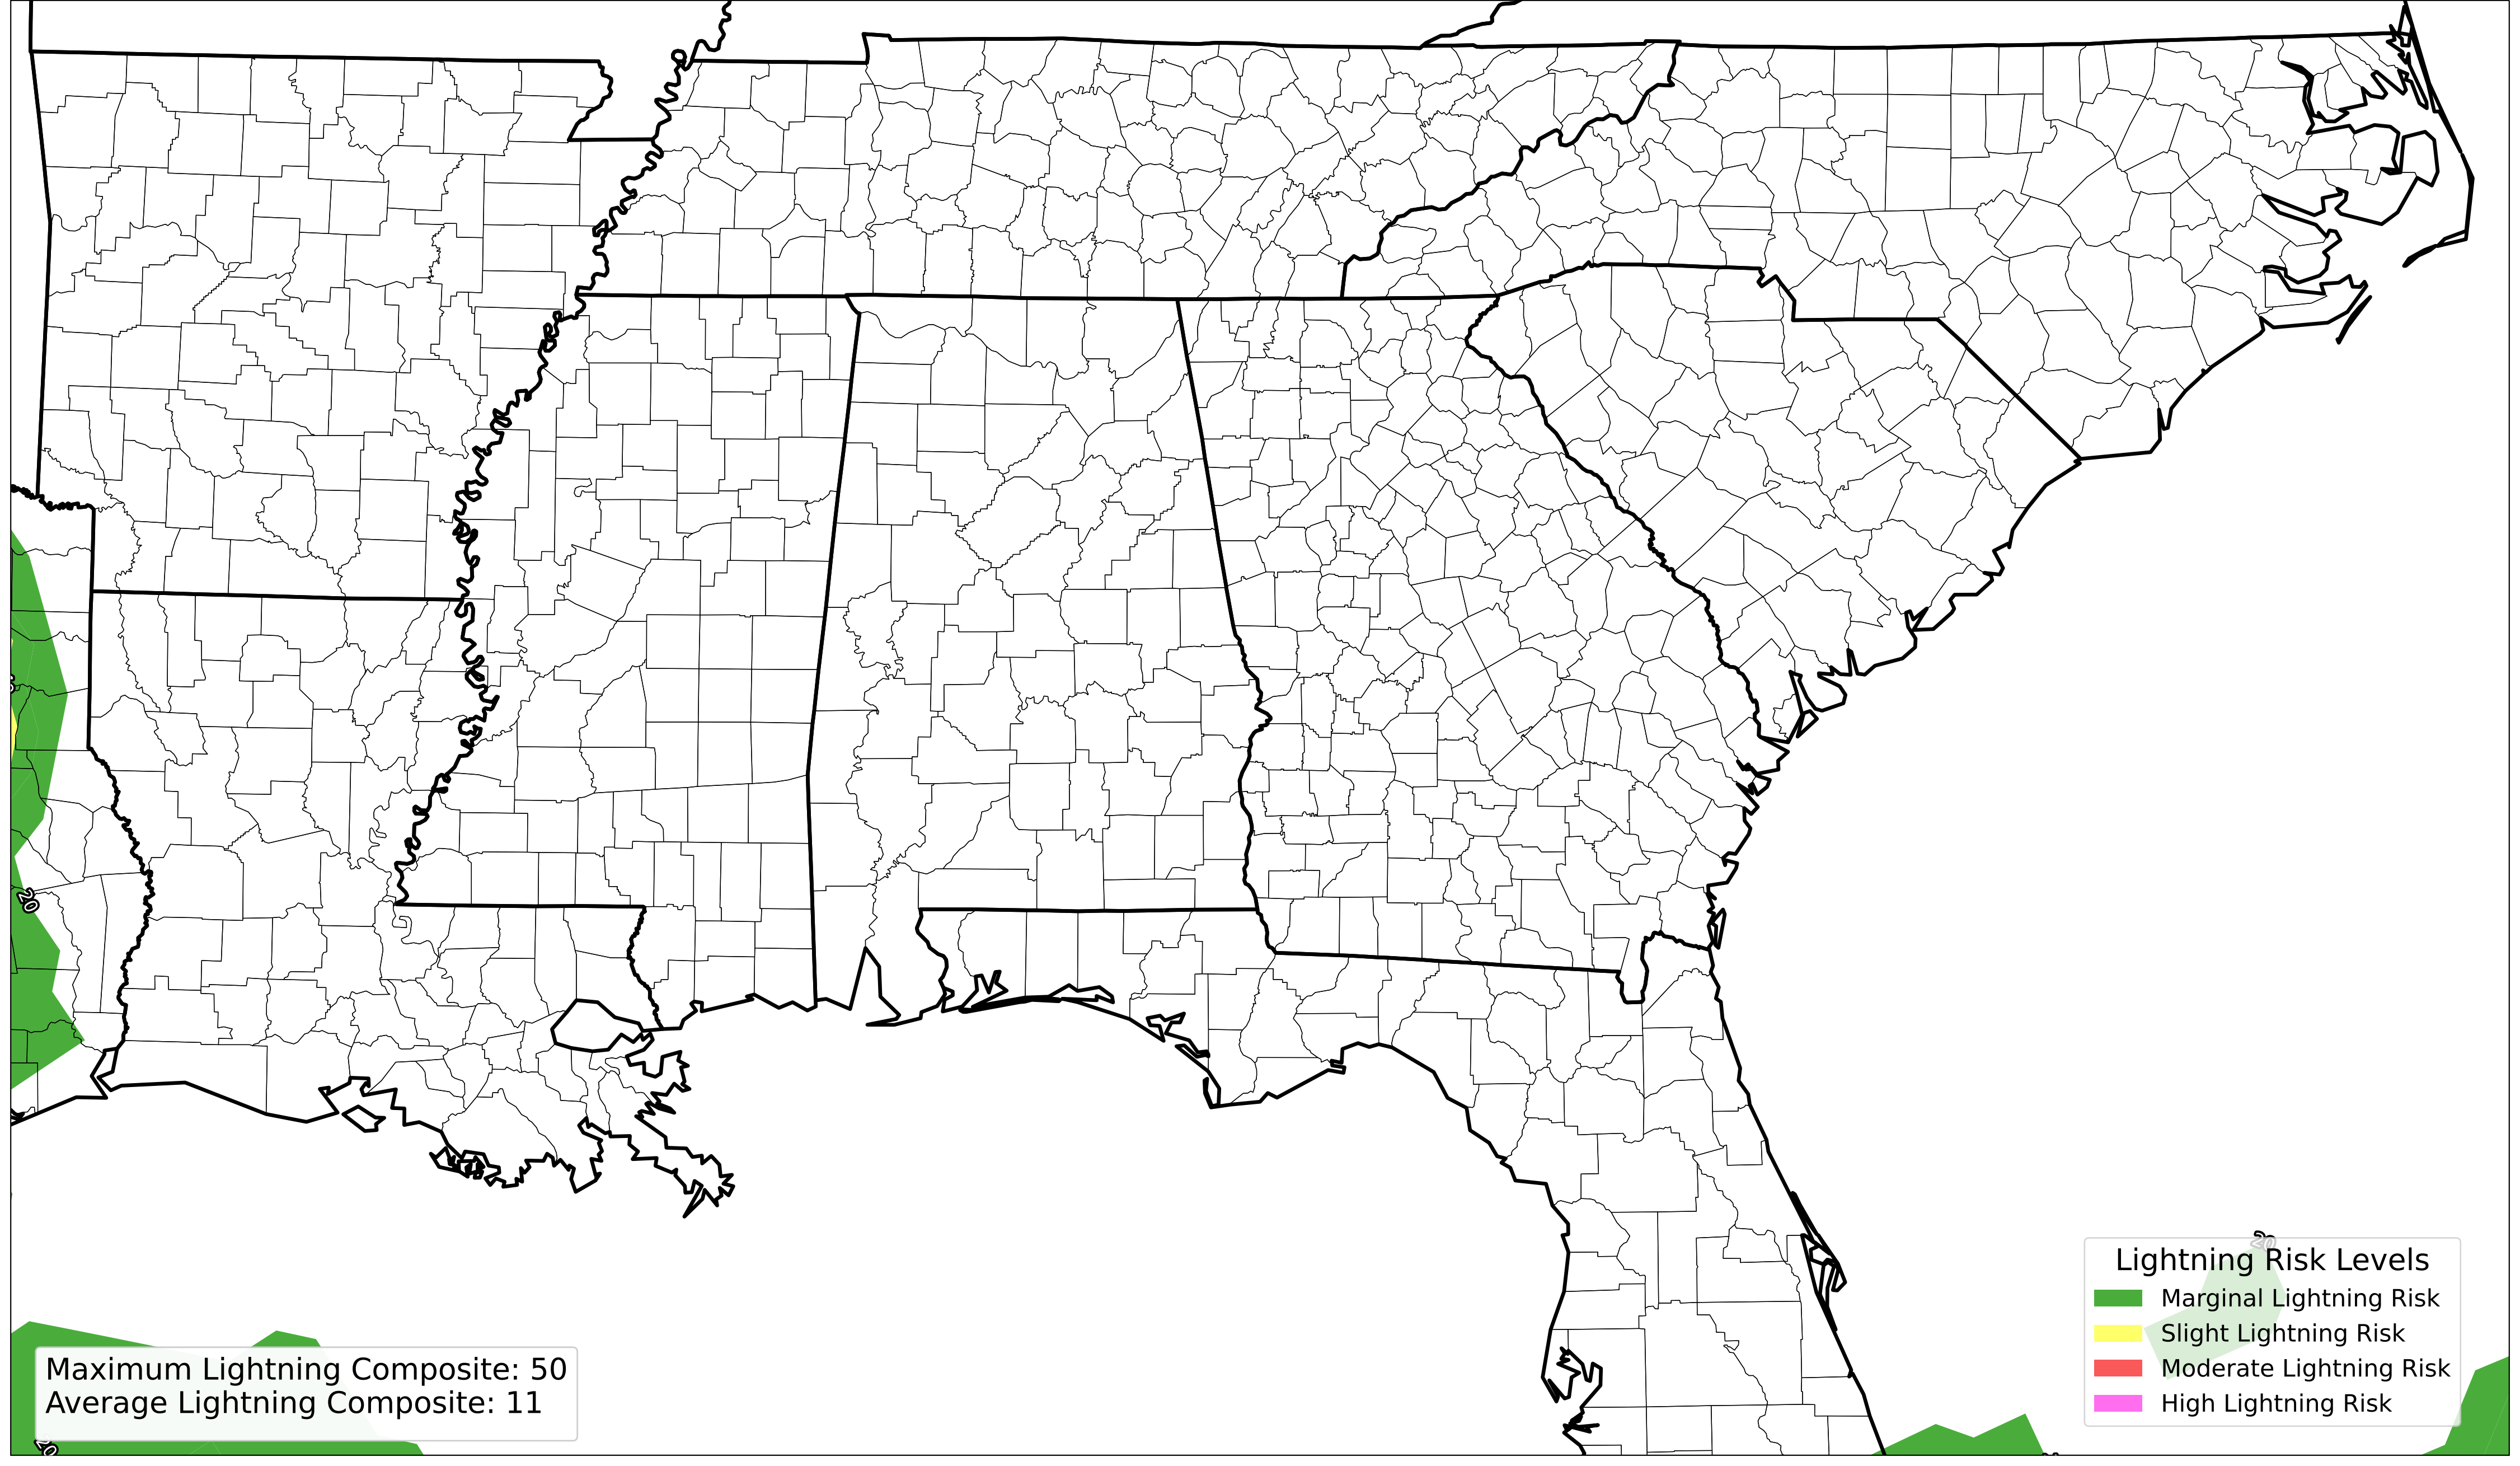 20
20
Lightning Risk Levels
Marginal Lightning Risk
Slight Lightning Risk
Moderate Lightning Risk
High Lightning Risk
Maximum Lightning Composite: 50
Average Lightning Composite: 11
20